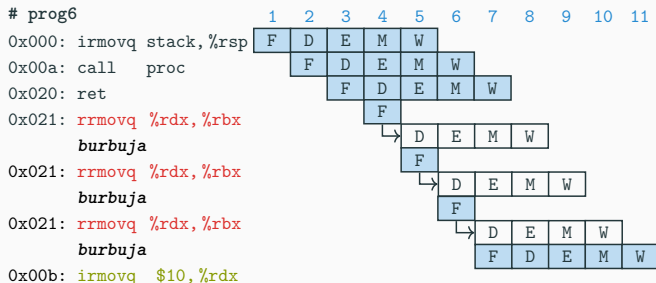 # prog6 1 2 3 4 5 6 7 8 9 10 11
0x000: irmovq stack,%rsp F D E M W
0x00a: call proc F D E M W
0x020: ret F D E M W
0x021: rrmovq %rdx,%rbx F
burbuja D E M W
0x021: rrmovq %rdx,%rbx F
burbuja D E M W
0x021: rrmovq %rdx,%rbx F
burbuja D E M W
0x00b: irmovq $10,%rdx F D E M W